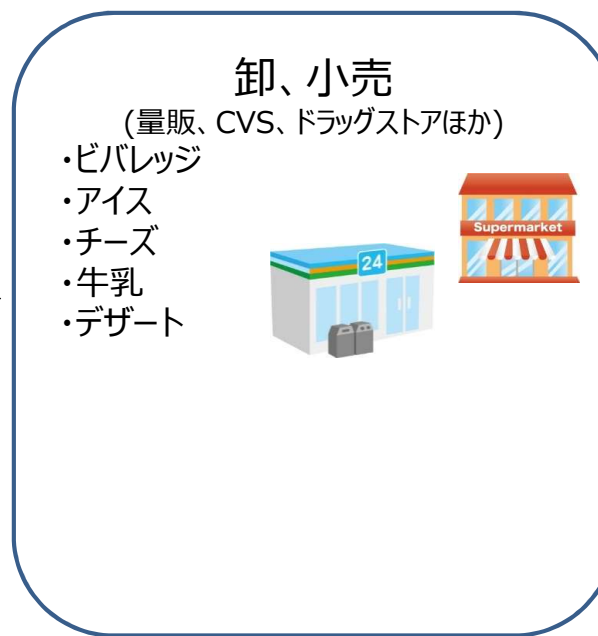 卸、小売
(量販、CVS、ドラッグストアほか)
・ビバレッジ
・アイス
・チーズ
・牛乳
・デザート
Supermarket
24